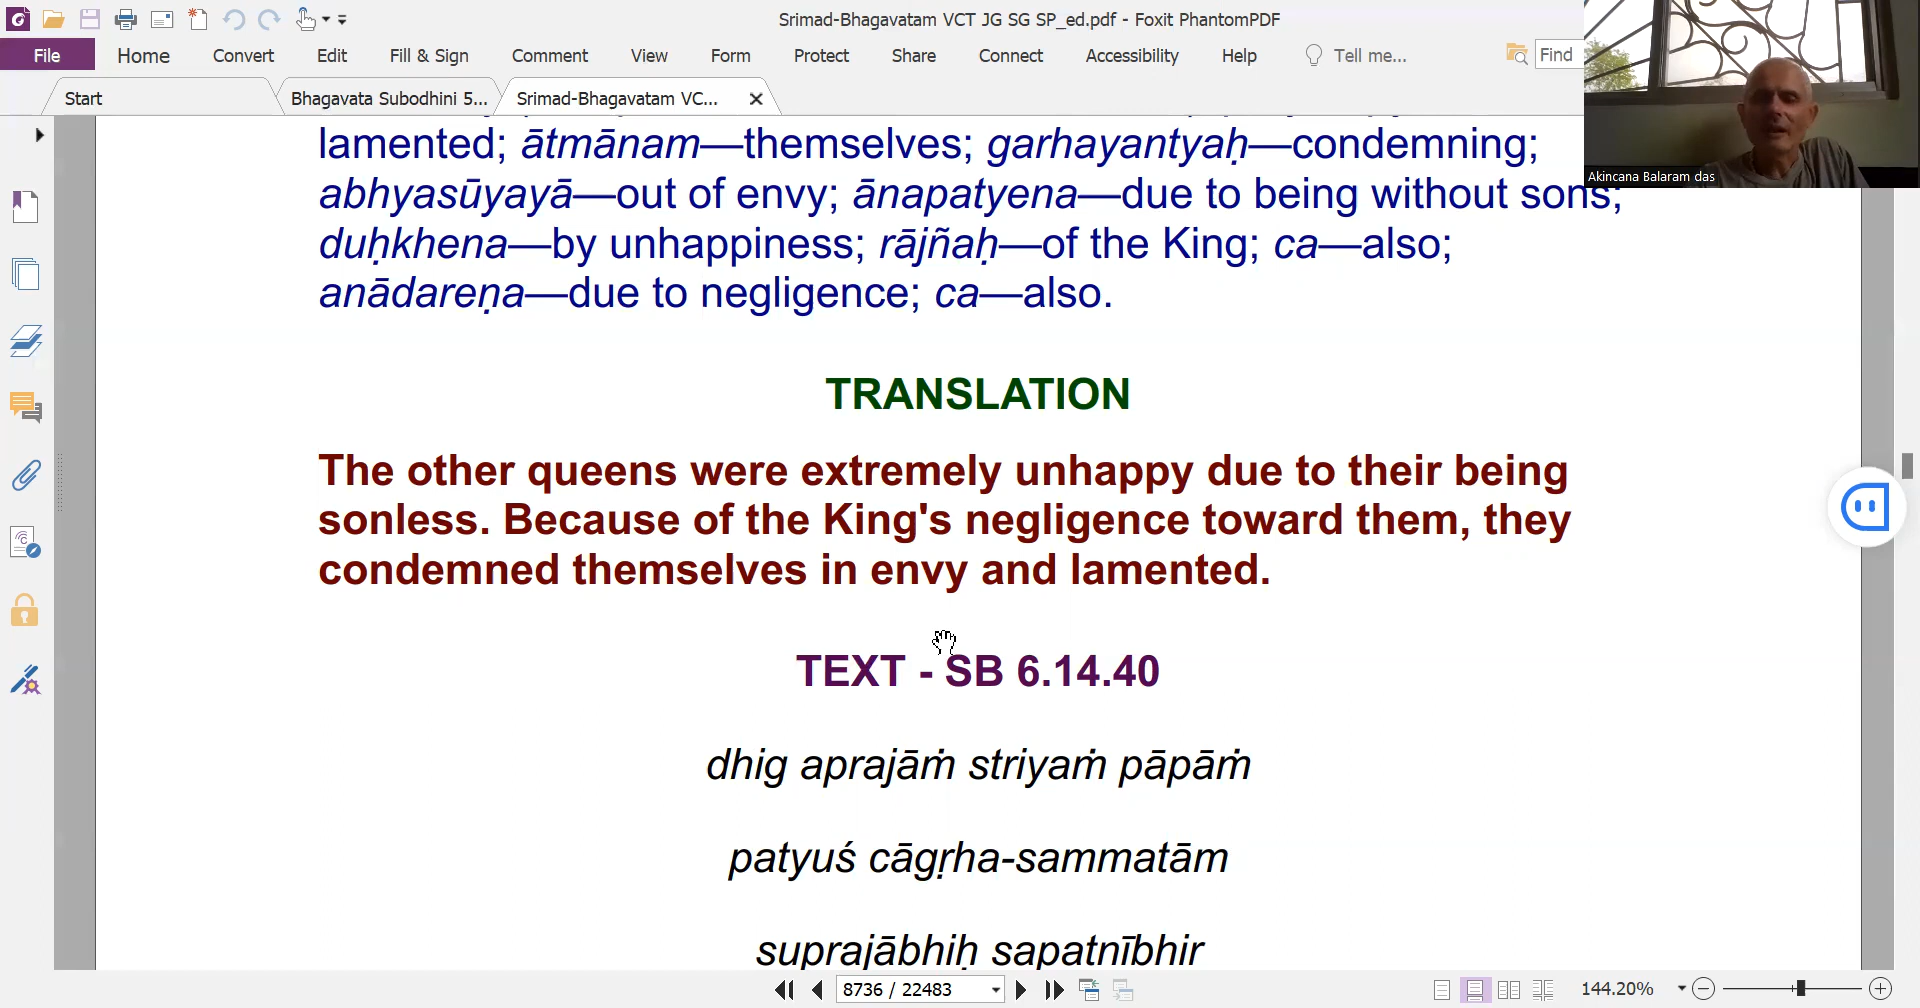 Srimad-Bhagavatam VCT JG SG SP_ed.pdf - Foxit PhantomPDF
File Home Convert Edit Fill & Sign Comment View Form Protect Share Connect Accessibility Help Tell me... Find
Start Bhagavata Subodhini 5... Srimad-Bhagavatam VC...
Akincana Balaram das
lamented; ātmānam—themselves; garhayantyaḥ—condemning;
abhyasūyayā—out of envy; ānapatyena—due to being without sons;
duḥkhena—by unhappiness; rājñaḥ—of the King; ca—also;
anādareṇa—due to negligence; ca—also.
TRANSLATION
The other queens were extremely unhappy due to their being
sonless. Because of the King's negligence toward them, they
condemned themselves in envy and lamented.
TEXT - SB 6.14.40
dhig aprajāṁ striyaṁ pāpāṁ
patyuś cāgṛha-sammatām
suprajābhiḥ sapatnībhir
8736 / 22483
144.20%